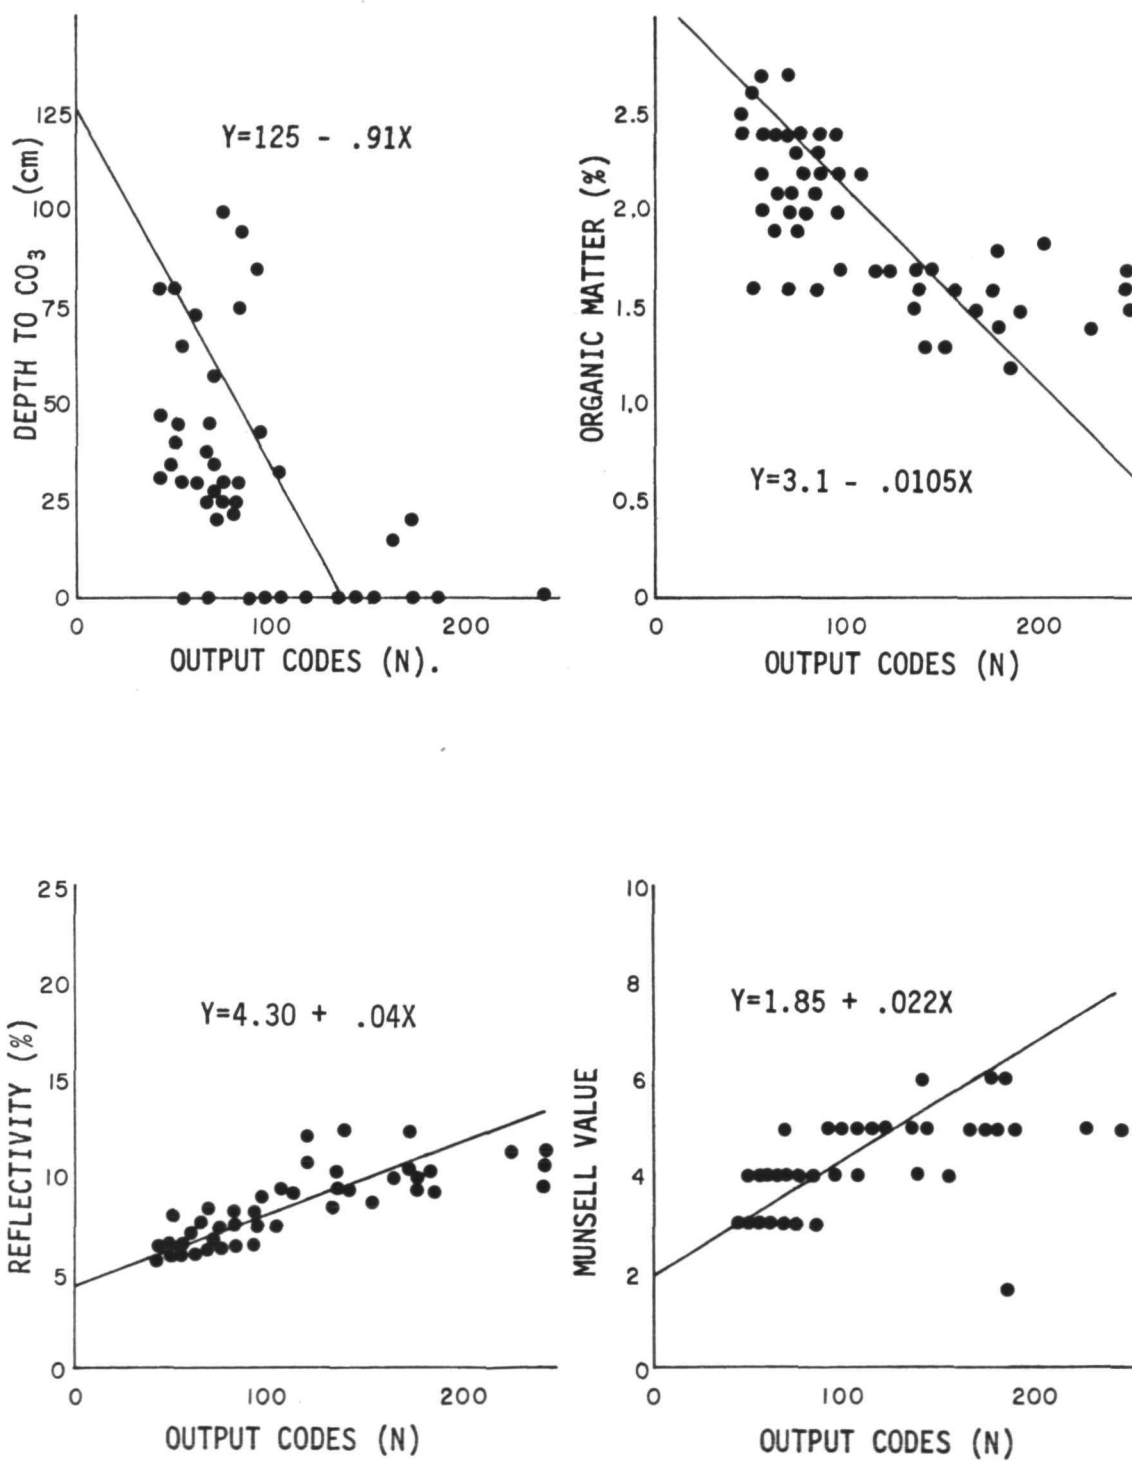 125
100
75
50
25
0
DEPTH TO CO3 (cm)
Y=125 - .91X
0 100 200
OUTPUT CODES (N).
2.5
2.0
1.5
1.0
0.5
0
ORGANIC MATTER (%)
Y=3.1 - .0105X
0 100 200
OUTPUT CODES (N)
25
20
15
10
5
0
REFLECTIVITY (%)
Y=4.30 + .04X
0 100 200
OUTPUT CODES (N)
10
8
6
4
2
0
MUNSELL VALUE
Y=1.85 + .022X
0 100 200
OUTPUT CODES (N)